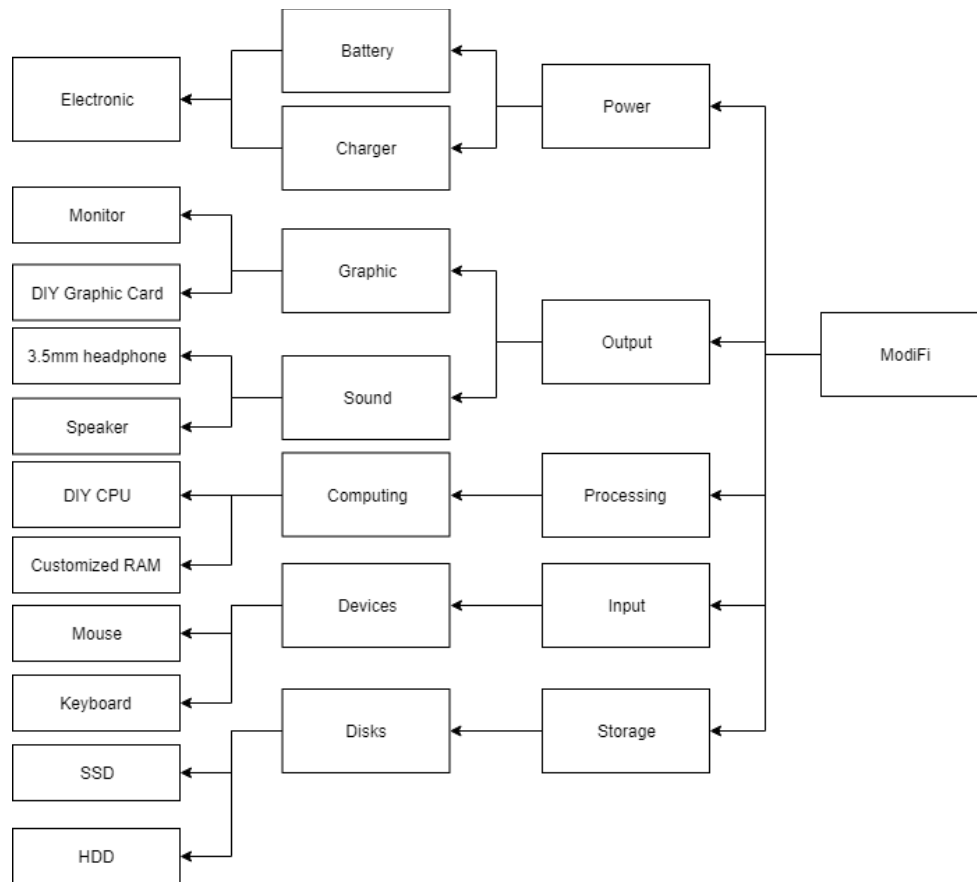 Battery
Electronic
Power
Charger
Monitor
Graphic
DIY Graphic Card
Output
3.5mm headphone
ModiFi
Sound
Speaker
DIY CPU
Computing
Processing
Customized RAM
Devices
Input
Mouse
Keyboard
Disks
Storage
SSD
HDD